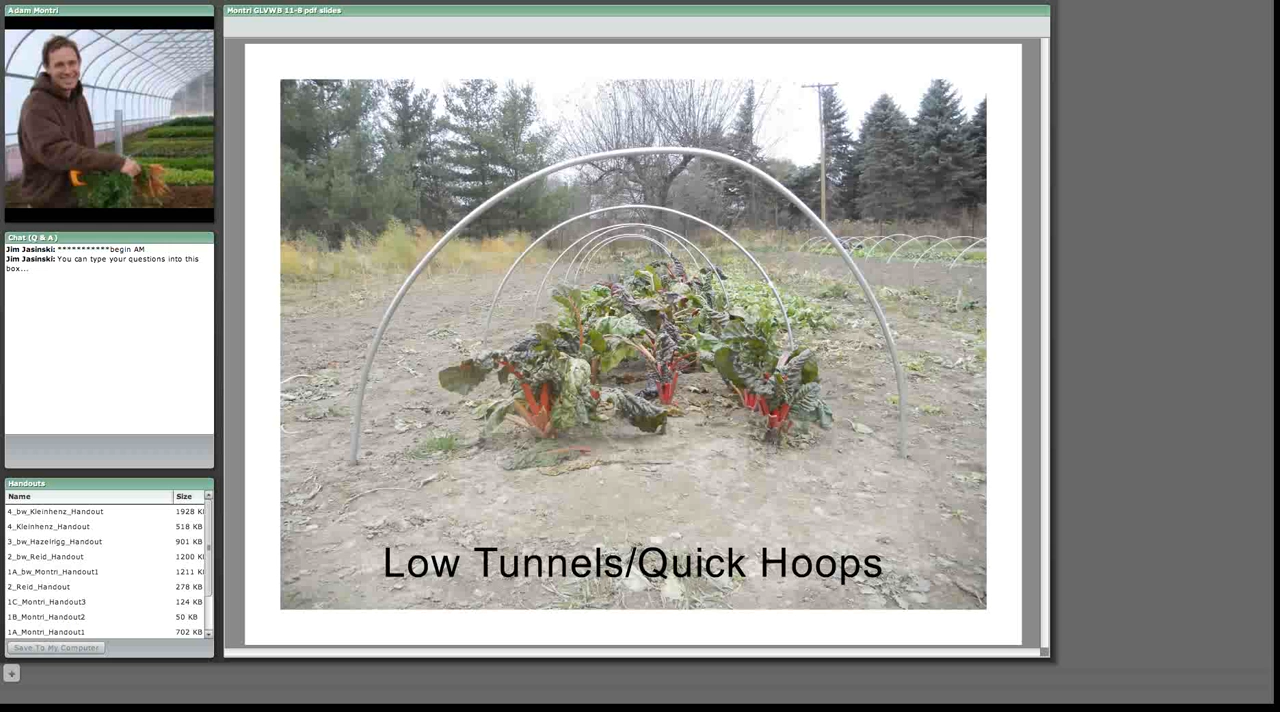 Adam Montri
Montri GLVWB 11-8 pdf slides
Chat (Q & A)
Jim Jasinski: ***********begin AM
Jim Jasinski: You can type your questions into this
box...
Handouts
Name Size
4_bw_Kleinhenz_Handout 1928 K
4_Kleinhenz_Handout 518 KB
3_bw_Hazelrigg_Handout 901 KB
2_bw_Reid_Handout 1200 K
1A_bw_Montri_Handout1 1211 K
2_Reid_Handout 278 KB
1C_Montri_Handout3 124 KB
1B_Montri_Handout2 50 KB
1A_Montri_Handout1 702 KB
Save To My Computer
Low Tunnels/Quick Hoops